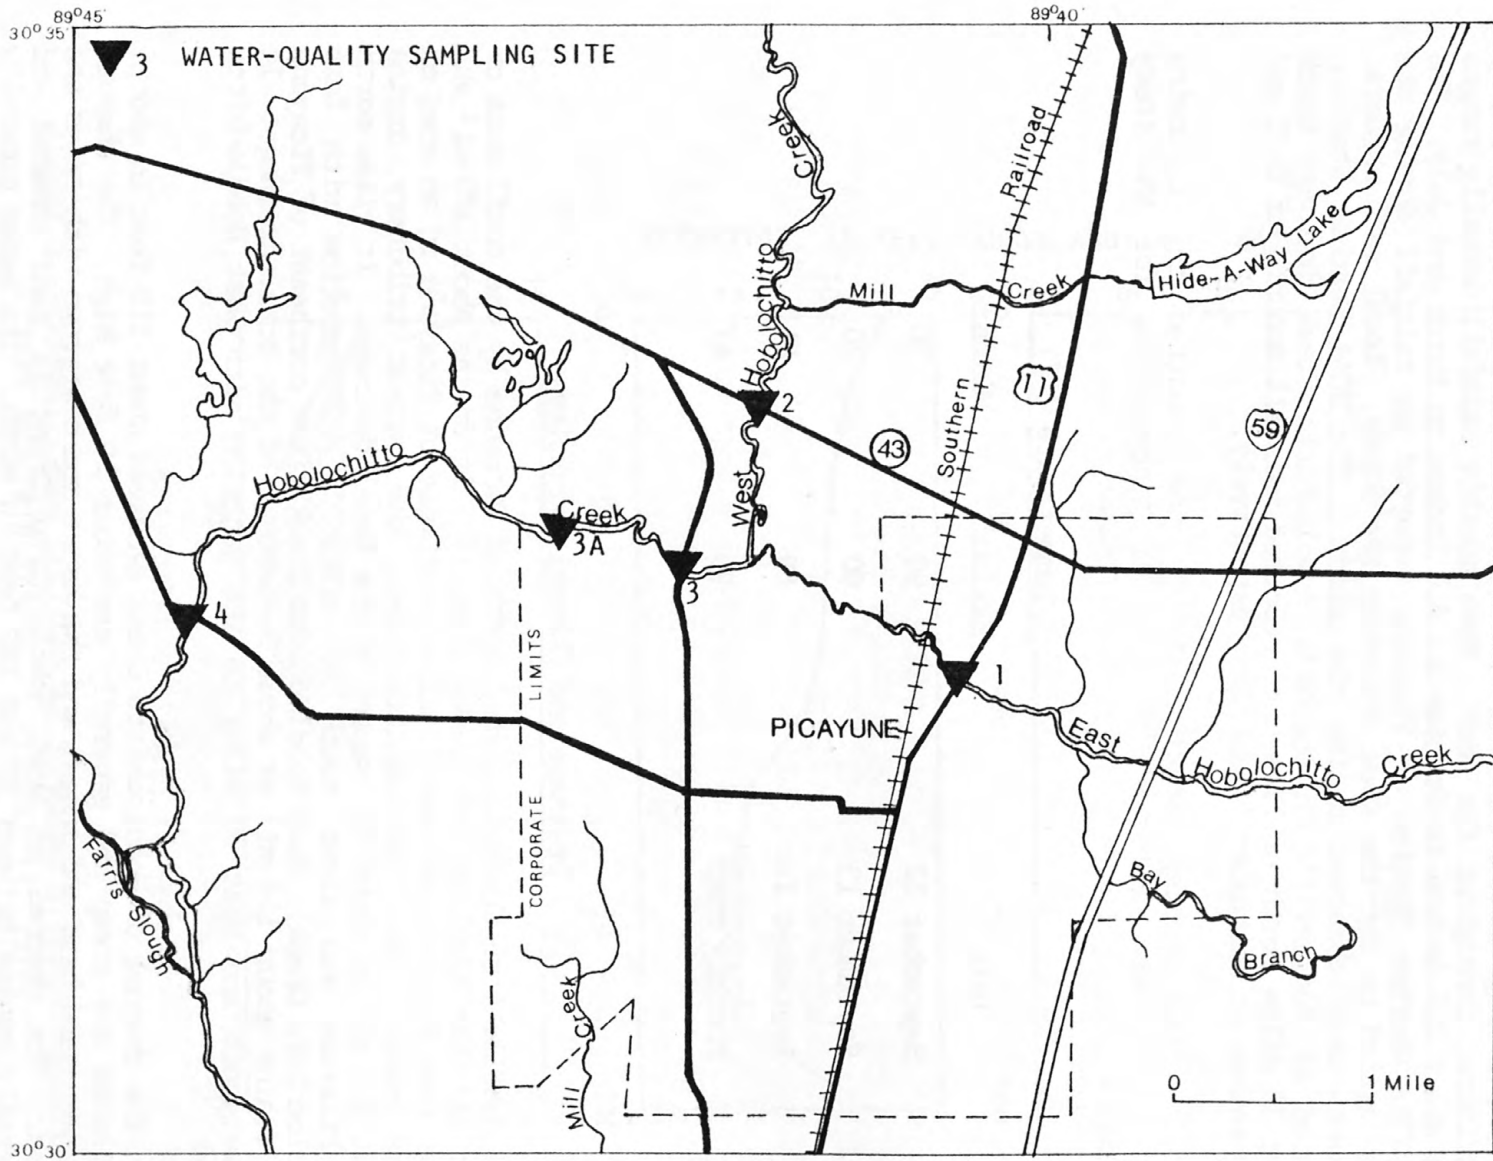 89°45'
89°40'
30°35'
3 WATER-QUALITY SAMPLING SITE
Creek
Railroad
Hide-A-Way Lake
Mill Creek
Hobolochitto
11
2
43
Southern
59
Hobolochitto
West
Creek
3A
3
4
LIMITS
1
PICAYUNE
East
Hobolochitto
Creek
CORPORATE
Farris Slough
Bay
Branch
Creek
Mill
0 1 Mile
30°30'